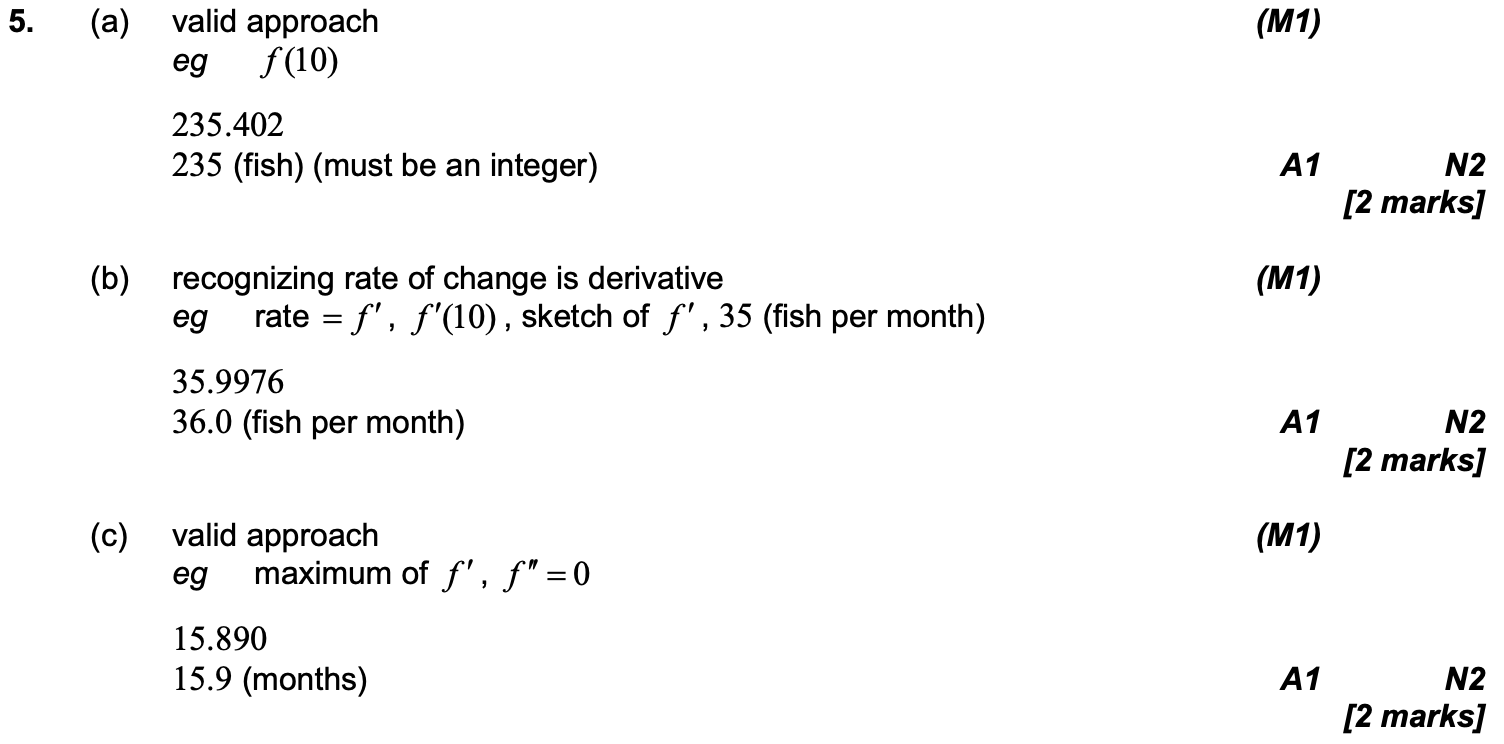 5. (a) valid approach (M1)
eg f(10)
235.402
235 (fish) (must be an integer) A1 N2
[2 marks]
(b) recognizing rate of change is derivative (M1)
eg rate = f′, f′(10), sketch of f′, 35 (fish per month)
35.9976
36.0 (fish per month) A1 N2
[2 marks]
(c) valid approach (M1)
eg maximum of f′, f″ = 0
15.890
15.9 (months) A1 N2
[2 marks]